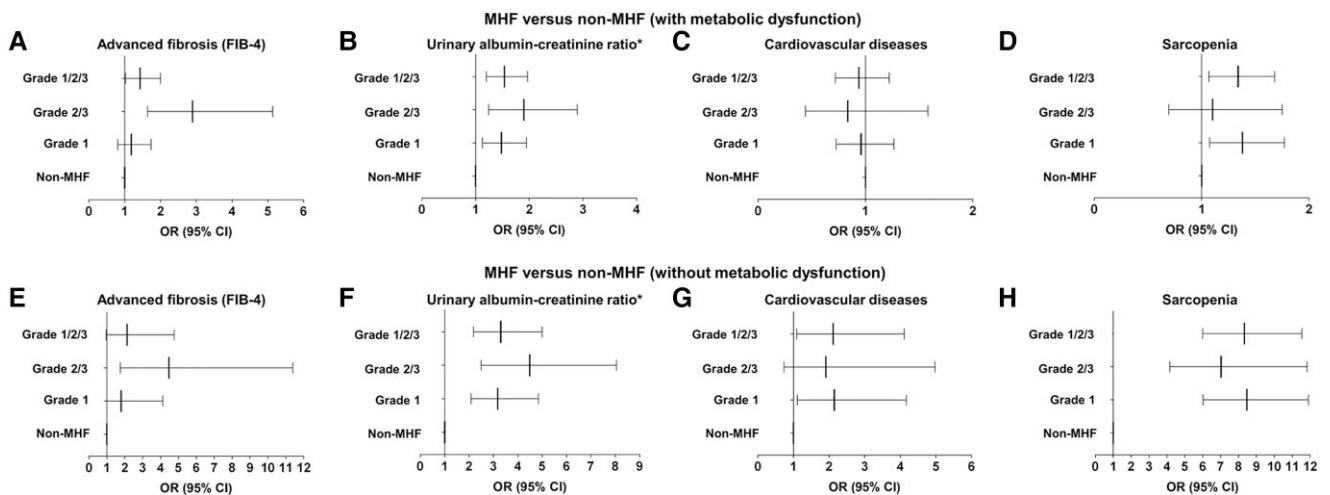 MHF versus non-MHF (with metabolic dysfunction)
A
Advanced fibrosis (FIB-4)
Grade 1/2/3
Grade 2/3
Grade 1
Non-MHF
0 1 2 3 4 5 6
OR (95% CI)
B
Urinary albumin-creatinine ratio*
Grade 1/2/3
Grade 2/3
Grade 1
Non-MHF
0 1 2 3 4
OR (95% CI)
C
Cardiovascular diseases
Grade 1/2/3
Grade 2/3
Grade 1
Non-MHF
0 1 2
OR (95% CI)
D
Sarcopenia
Grade 1/2/3
Grade 2/3
Grade 1
Non-MHF
0 1 2
OR (95% CI)
MHF versus non-MHF (without metabolic dysfunction)
E
Advanced fibrosis (FIB-4)
Grade 1/2/3
Grade 2/3
Grade 1
Non-MHF
0 1 2 3 4 5 6 7 8 9 10 11 12
OR (95% CI)
F
Urinary albumin-creatinine ratio*
Grade 1/2/3
Grade 2/3
Grade 1
Non-MHF
0 1 2 3 4 5 6 7 8 9
OR (95% CI)
G
Cardiovascular diseases
Grade 1/2/3
Grade 2/3
Grade 1
Non-MHF
0 1 2 3 4 5 6
OR (95% CI)
H
Sarcopenia
Grade 1/2/3
Grade 2/3
Grade 1
Non-MHF
0 1 2 3 4 5 6 7 8 9 10 11 12
OR (95% CI)